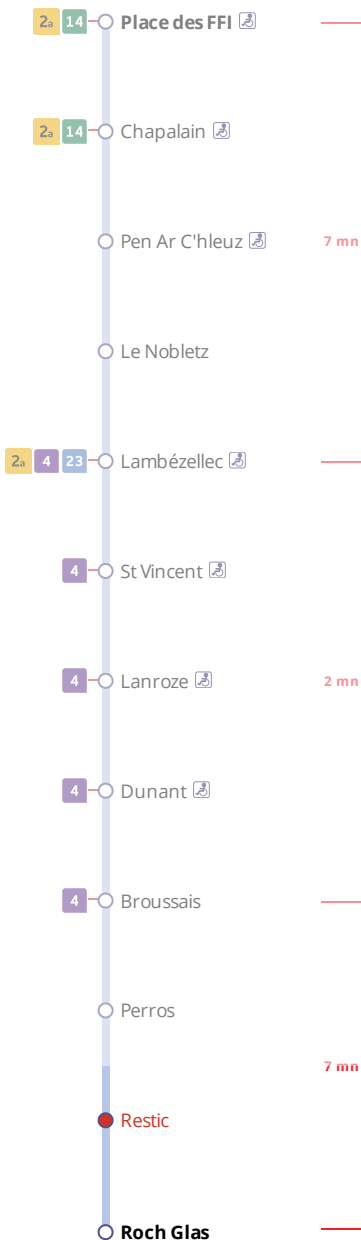 2a 14 Place des FFI
2a 14 Chapalain
Pen Ar C'hleuz 7 mn
Le Nobletz
2a 4 23 Lambézellec
4 St Vincent
4 Lanroze 2 mn
4 Dunant
4 Broussais
Perros
7 mn
Restic
Roch Glas